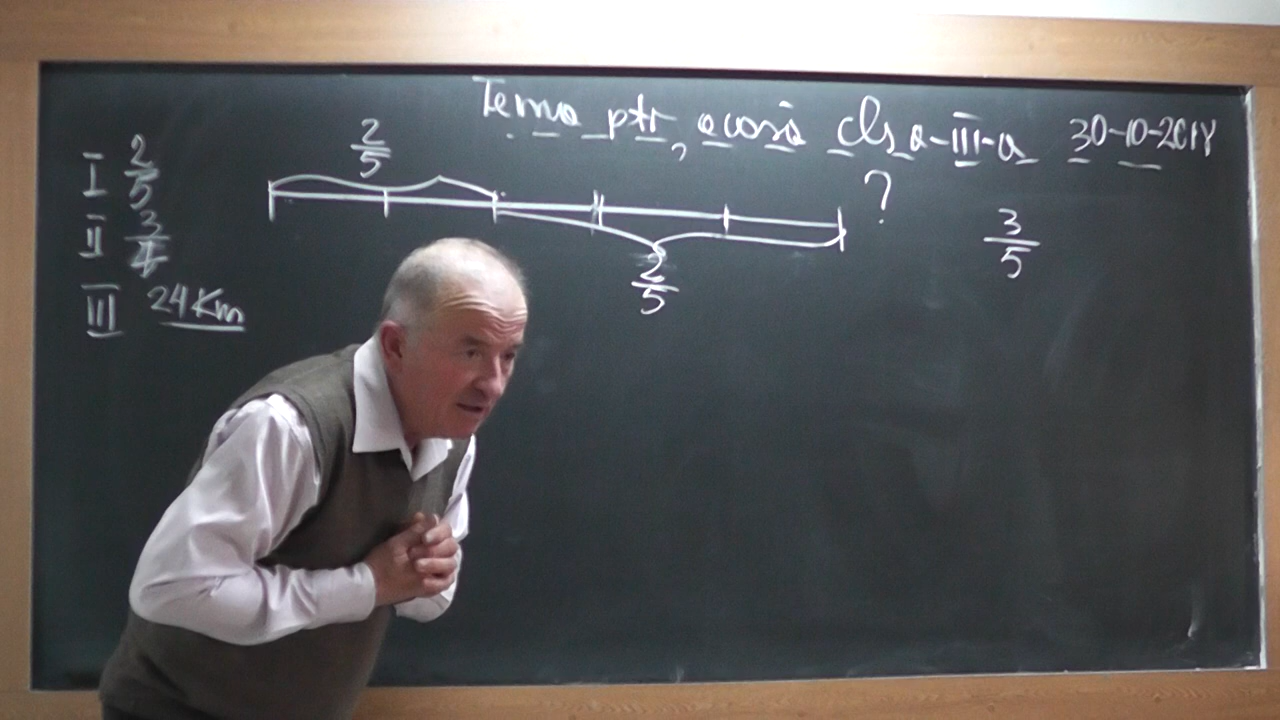 Tema ptr, acasă cls a-III-a 30-10-2018
I 2/5
II 3/4
III 24 Km
2/5
?
2/5
3/5